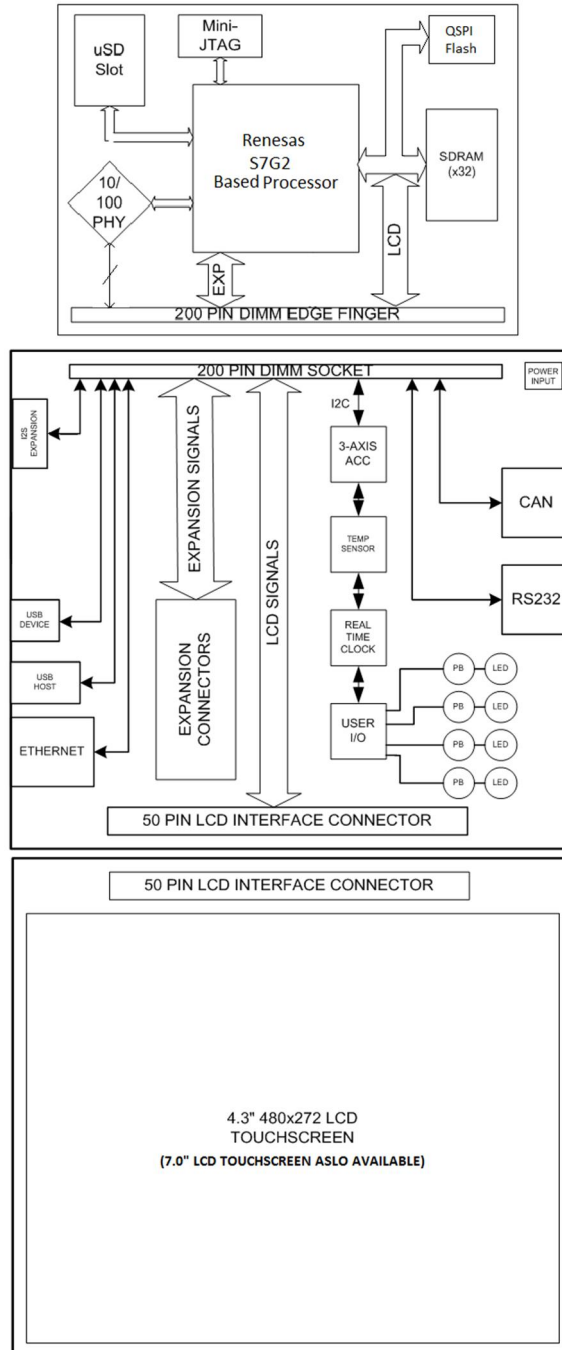 uSD
Slot
Mini-
JTAG
QSPI
Flash
Renesas
S7G2
Based Processor
SDRAM
(x32)
10/
100
PHY
EXP
LCD
200 PIN DIMM EDGE FINGER
200 PIN DIMM SOCKET
POWER
INPUT
I2S
EXPANSION
EXPANSION SIGNALS
LCD SIGNALS
I2C
3-AXIS
ACC
CAN
TEMP
SENSOR
RS232
USB
DEVICE
REAL
TIME
CLOCK
USB
HOST
EXPANSION
CONNECTORS
USER
I/O
PB LED
PB LED
PB LED
PB LED
ETHERNET
50 PIN LCD INTERFACE CONNECTOR
50 PIN LCD INTERFACE CONNECTOR
4.3" 480x272 LCD
TOUCHSCREEN
(7.0" LCD TOUCHSCREEN ASLO AVAILABLE)